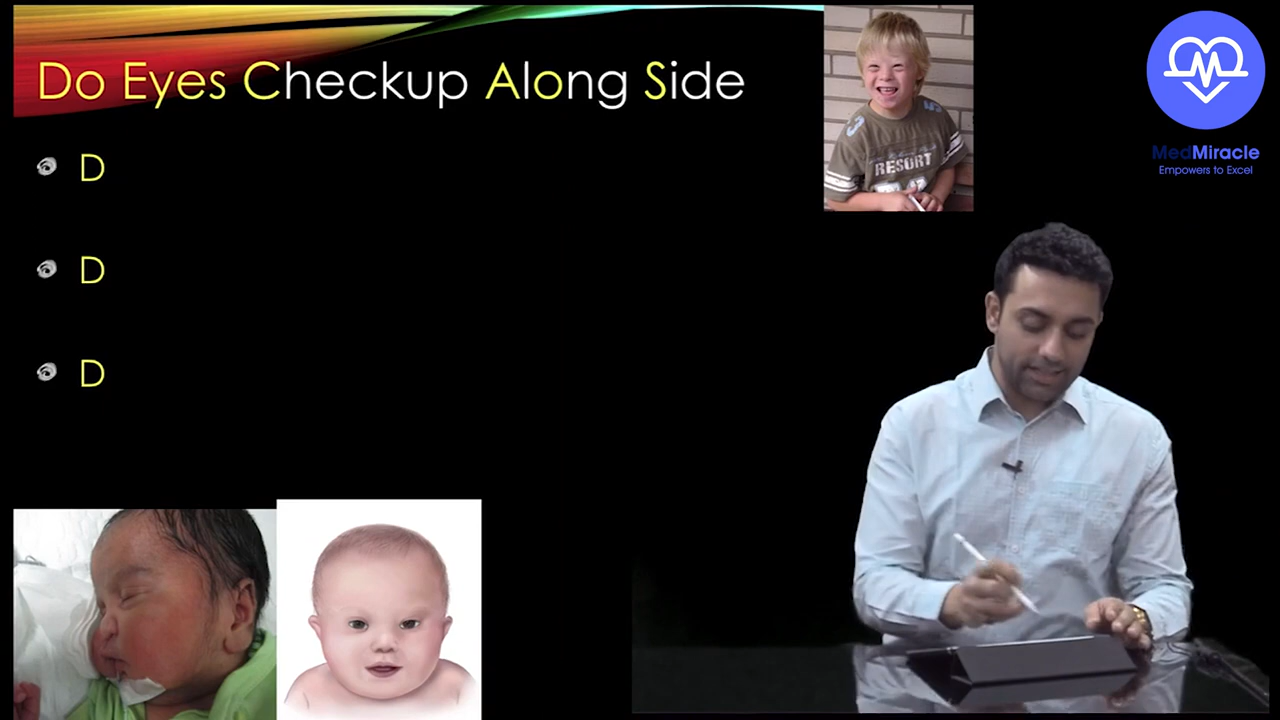 Do Eyes Checkup Along Side
D
D
D
RESORT
MedMiracle
Empowers to Excel